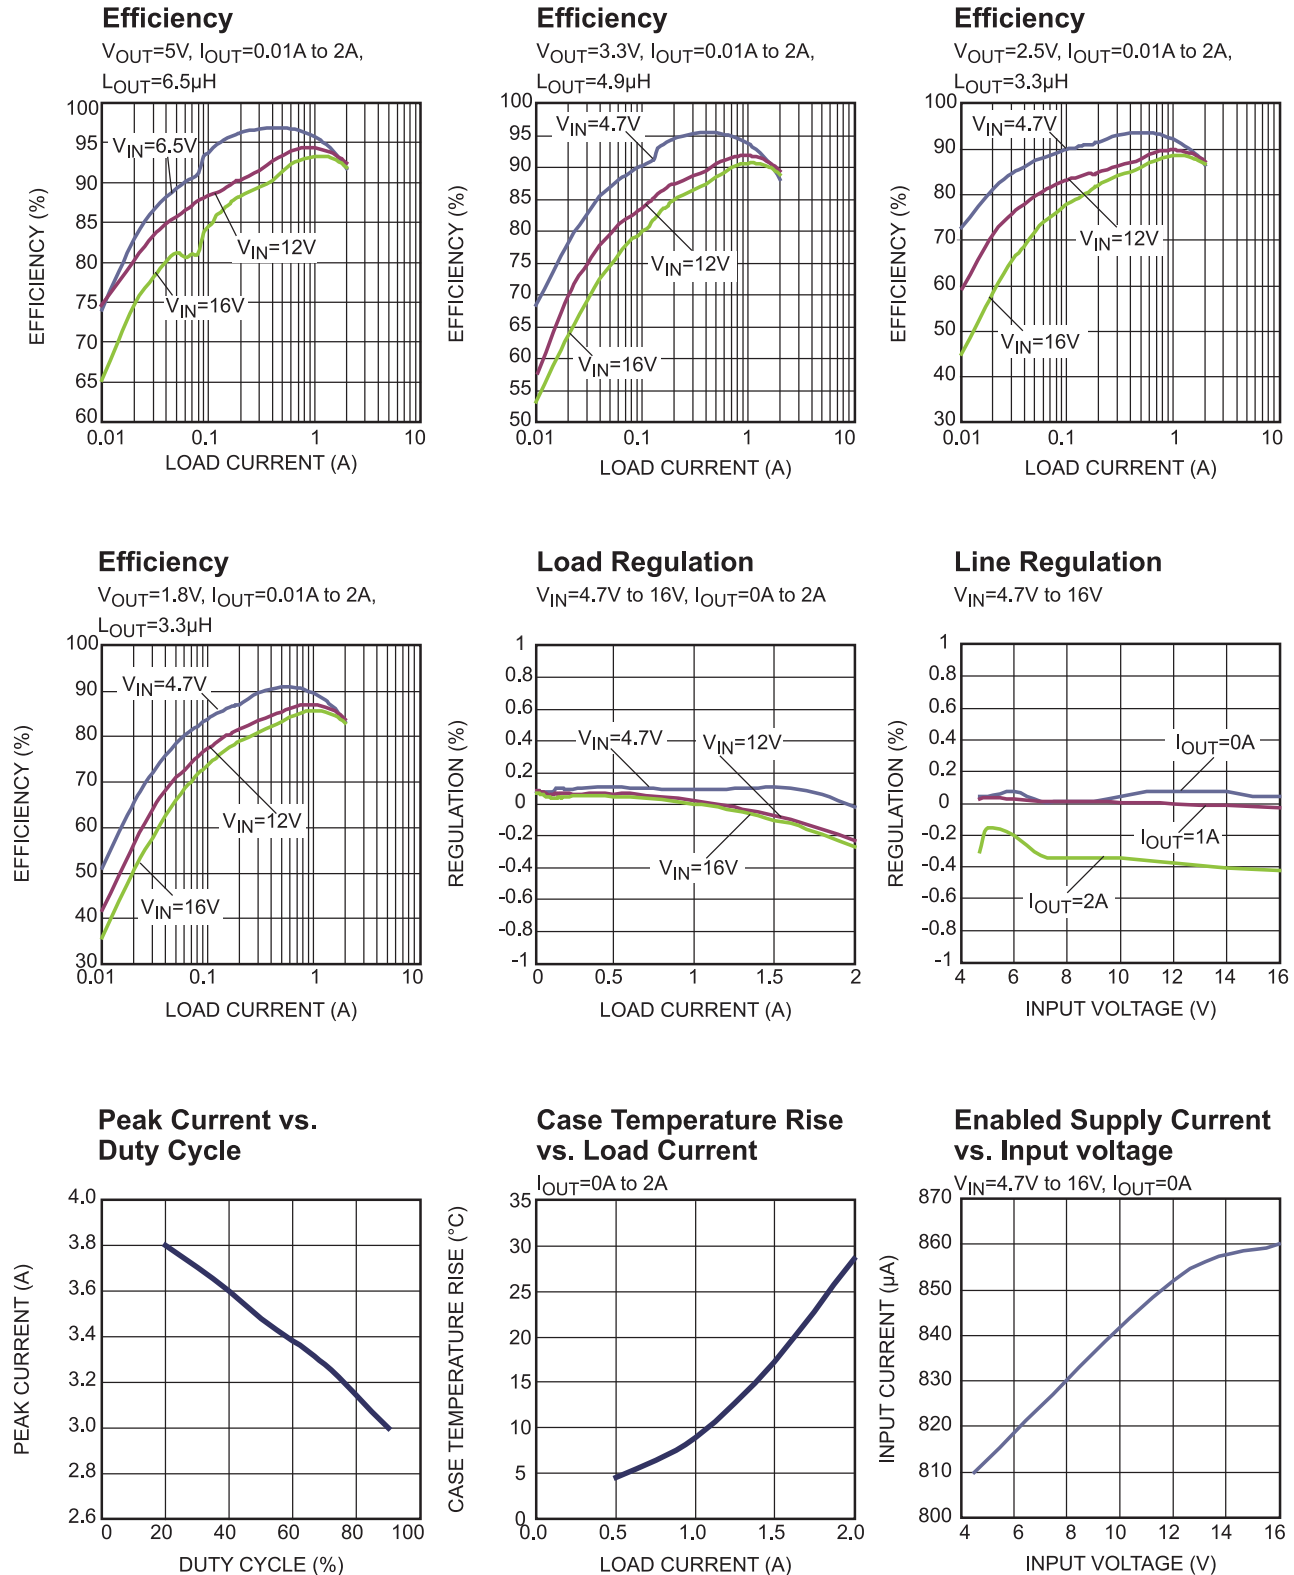 Efficiency
VOUT=5V, IOUT=0.01A to 2A,
LOUT=6.5µH
100
95
90
85
80
75
70
65
60
EFFICIENCY (%)
VIN=6.5V
VIN=12V
VIN=16V
0.01
0.1
1
10
LOAD CURRENT (A)
Efficiency
VOUT=3.3V, IOUT=0.01A to 2A,
LOUT=4.9µH
100
95
90
85
80
75
70
65
60
55
50
EFFICIENCY (%)
VIN=4.7V
VIN=12V
VIN=16V
0.01
0.1
1
10
LOAD CURRENT (A)
Efficiency
VOUT=2.5V, IOUT=0.01A to 2A,
LOUT=3.3µH
100
90
80
70
60
50
40
30
EFFICIENCY (%)
VIN=4.7V
VIN=12V
VIN=16V
0.01
0.1
1
10
LOAD CURRENT (A)
Efficiency
VOUT=1.8V, IOUT=0.01A to 2A,
LOUT=3.3µH
100
90
80
70
60
50
40
30
EFFICIENCY (%)
VIN=4.7V
VIN=12V
VIN=16V
0.01
0.1
1
10
LOAD CURRENT (A)
Load Regulation
VIN=4.7V to 16V, IOUT=0A to 2A
1
0.8
0.6
0.4
0.2
0
-0.2
-0.4
-0.6
-0.8
-1
REGULATION (%)
VIN=4.7V
VIN=12V
VIN=16V
0
0.5
1.0
1.5
2
LOAD CURRENT (A)
Line Regulation
VIN=4.7V to 16V
1
0.8
0.6
0.4
0.2
0
-0.2
-0.4
-0.6
-0.8
-1
REGULATION (%)
IOUT=0A
IOUT=1A
IOUT=2A
4
6
8
10
12
14
16
INPUT VOLTAGE (V)
Peak Current vs.
Duty Cycle
4.0
3.8
3.6
3.4
3.2
3.0
2.8
2.6
PEAK CURRENT (A)
0
20
40
60
80
100
DUTY CYCLE (%)
Case Temperature Rise
vs. Load Current
IOUT=0A to 2A
35
30
25
20
15
10
5
0
CASE TEMPERATURE RISE (°C)
0.0
0.5
1.0
1.5
2.0
LOAD CURRENT (A)
Enabled Supply Current
vs. Input voltage
VIN=4.7V to 16V, IOUT=0A
870
860
850
840
830
820
810
800
INPUT CURRENT (µA)
4
6
8
10
12
14
16
INPUT VOLTAGE (V)